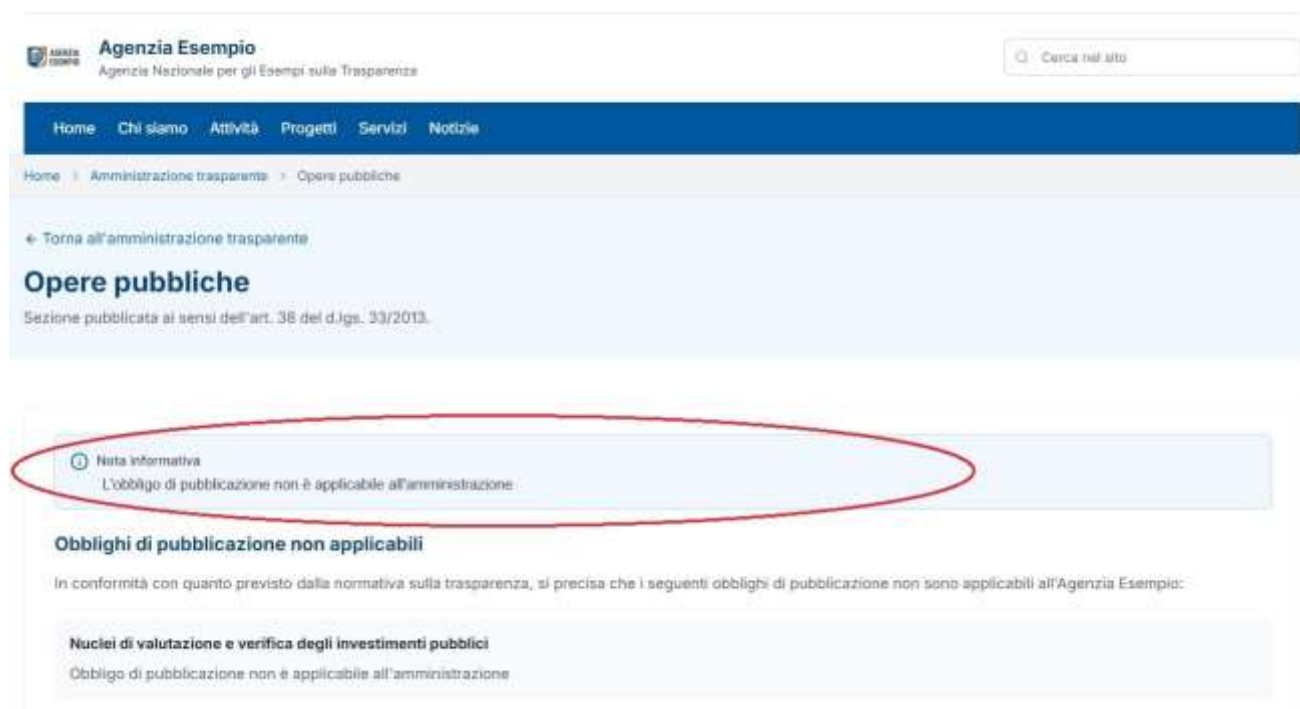 AGENZIA
ESEMPIO
Agenzia Esempio
Agenzia Nazionale per gli Esempi sulla Trasparenza
Cerca nel sito
Home Chi siamo Attività Progetti Servizi Notizie
Home > Amministrazione trasparente > Opere pubbliche
← Torna all'amministrazione trasparente
Opere pubbliche
Sezione pubblicata ai sensi dell'art. 38 del d.lgs. 33/2013.
Nota informativa
L'obbligo di pubblicazione non è applicabile all'amministrazione
Obblighi di pubblicazione non applicabili
In conformità con quanto previsto dalla normativa sulla trasparenza, si precisa che i seguenti obblighi di pubblicazione non sono applicabili all'Agenzia Esempio:
Nuclei di valutazione e verifica degli investimenti pubblici
Obbligo di pubblicazione non è applicabile all'amministrazione